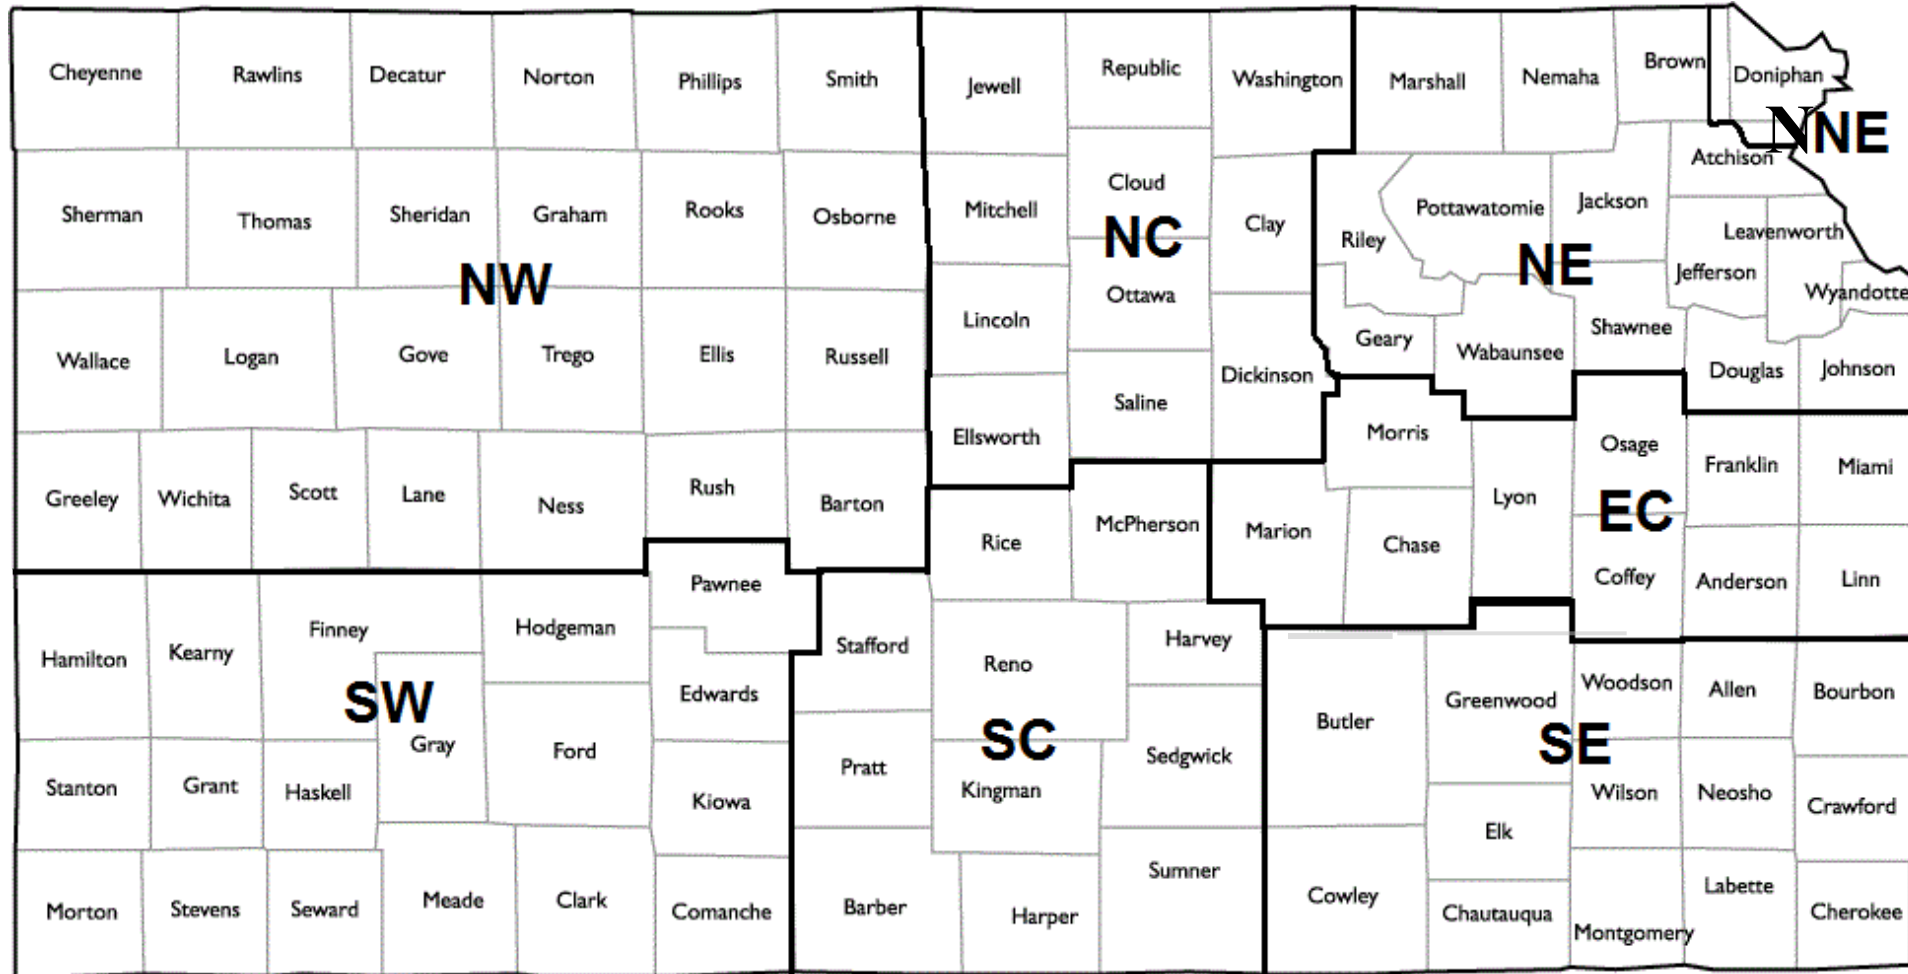 Cheyenne Rawlins Decatur Norton Phillips Smith Jewell Republic Washington Marshall Nemaha Brown Doniphan
NNE
Sherman Thomas Sheridan Graham Rooks Osborne Mitchell Cloud Clay Riley Pottawatomie Jackson Atchison
NW NC NE
Leavenworth
Jefferson
Wyandotte
Wallace Logan Gove Trego Ellis Russell Lincoln Ottawa Geary Wabaunsee Shawnee Douglas Johnson
Saline Dickinson
Greeley Wichita Scott Lane Ness Rush Barton Ellsworth Morris Osage Franklin Miami
Rice McPherson Marion Chase Lyon
EC
Coffey Anderson Linn
Pawnee
Hamilton Kearny Finney Hodgeman Stafford Reno Harvey
SW
Edwards
Gray Ford
SC
Butler Greenwood Woodson Allen Bourbon
SE
Stanton Grant Haskell Kiowa Pratt Kingman Sedgwick
Elk Wilson Neosho Crawford
Morton Stevens Seward Meade Clark Comanche Barber Harper Sumner Cowley Chautauqua Montgomery Labette Cherokee